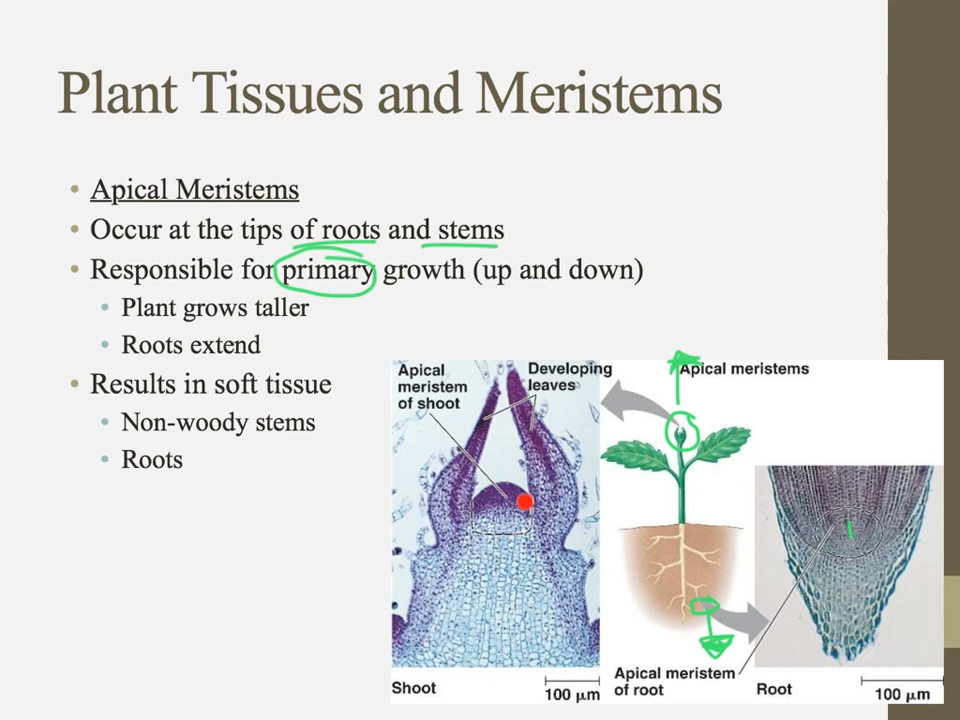 Plant Tissues and Meristems
• Apical Meristems
• Occur at the tips of roots and stems
• Responsible for primary growth (up and down)
• Plant grows taller
• Roots extend
• Results in soft tissue
• Non-woody stems
• Roots
Apical
meristem
of shoot
Developing
leaves
Apical meristems
Apical meristem
of root
Shoot
100 µm
Root
100 µm